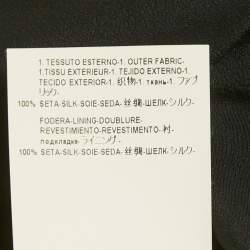 1. TESSUTO ESTERNO-1. OUTER FABRIC-
1.TISSU EXTERIEUR-1. TEJIDO EXTERNO-1.
TECIDO EXTERIOR-1. 织物-1. ткань-1. ファブ
リック-
100% SETA-SILK-SOIE-SEDA-丝绸-ШЕЛК-シルク-
FODERA-LINING-DOUBLURE-
REVESTIMIENTO-REVESTIMENTO-衬-
подкладка-ライニング-
100% SETA-SILK-SOIE-SEDA-丝绸-ШЕЛК-シルク-